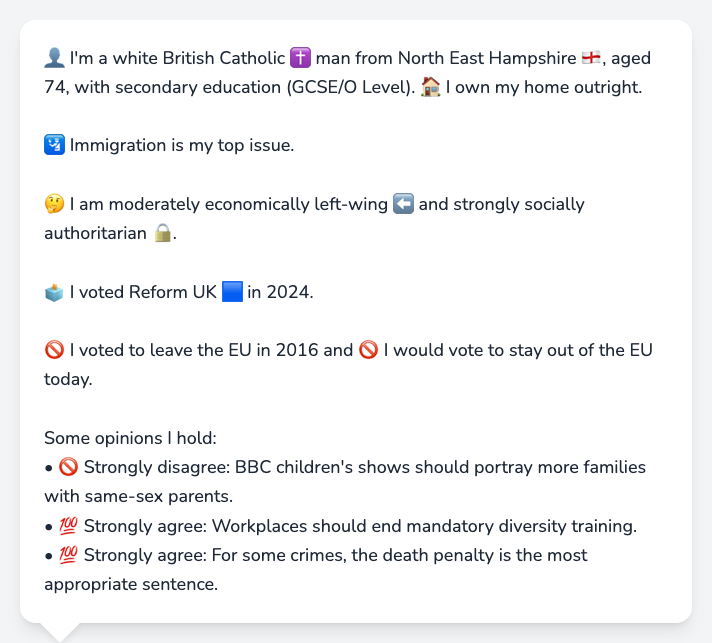 👤 I'm a white British Catholic ✝️ man from North East Hampshire 🏴󠁧󠁢󠁥󠁮󠁧󠁿, aged
74, with secondary education (GCSE/O Level). 🏠 I own my home outright.
🛂 Immigration is my top issue.
🤔 I am moderately economically left-wing ⬅️ and strongly socially
authoritarian 🔒.
🗳️ I voted Reform UK 🟦 in 2024.
🚫 I voted to leave the EU in 2016 and 🚫 I would vote to stay out of the EU
today.
Some opinions I hold:
• 🚫 Strongly disagree: BBC children's shows should portray more families
with same-sex parents.
• 💯 Strongly agree: Workplaces should end mandatory diversity training.
• 💯 Strongly agree: For some crimes, the death penalty is the most
appropriate sentence.